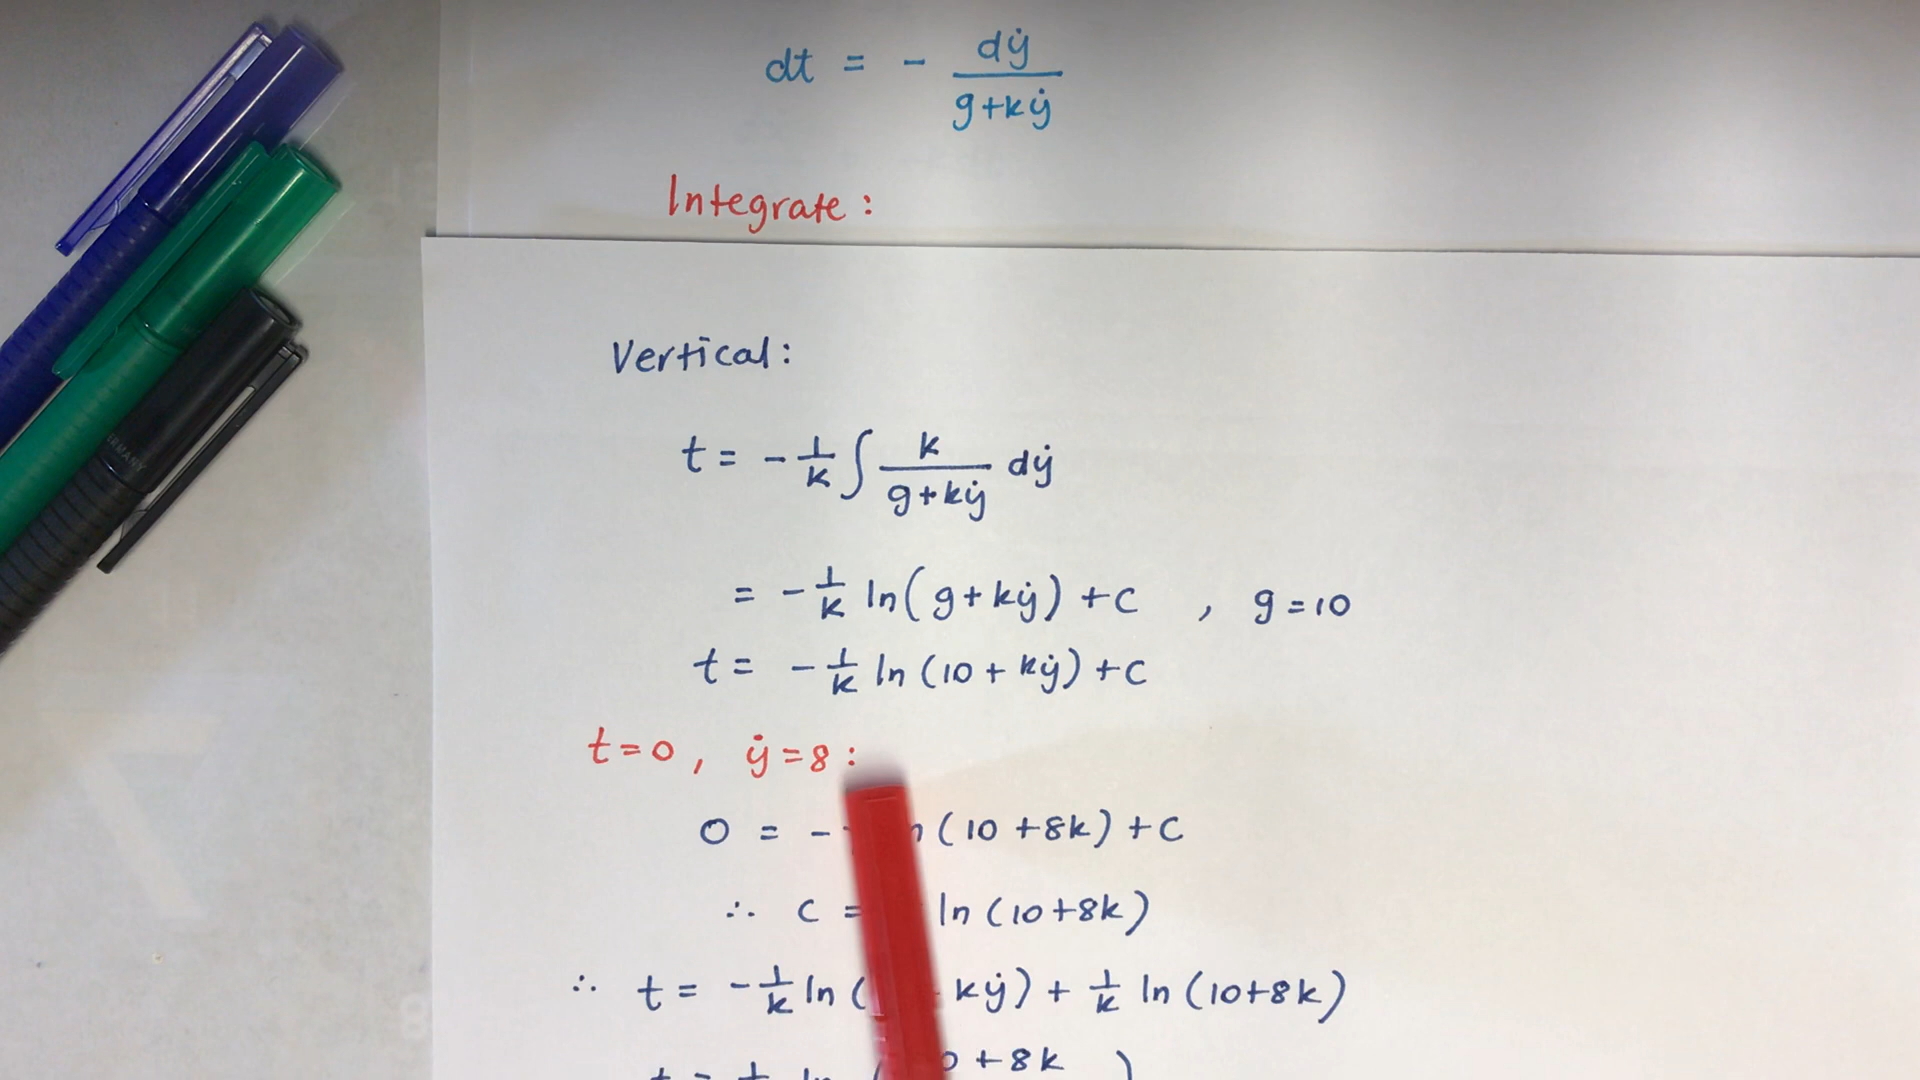 dt = - dẏ / g+kẏ
Integrate :
Vertical :
t = - 1/k ∫ k / g+kẏ dẏ
= - 1/k ln(g+kẏ) +C , g=10
t = - 1/k ln (10 + kẏ) +C
t=0, ẏ=8 :
0 = - (10 +8k) +C
∴ C = ln (10+8k)
∴ t = - 1/k ln ( kẏ) + 1/k ln (10+8k)
+ 8k )